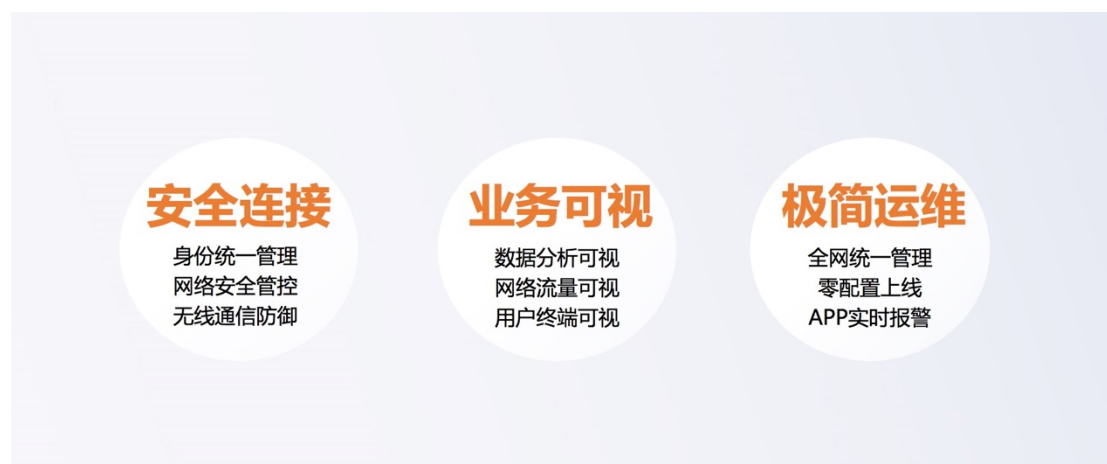 安全连接
身份统一管理
网络安全管控
无线通信防御
业务可视
数据分析可视
网络流量可视
用户终端可视
极简运维
全网统一管理
零配置上线
APP实时报警